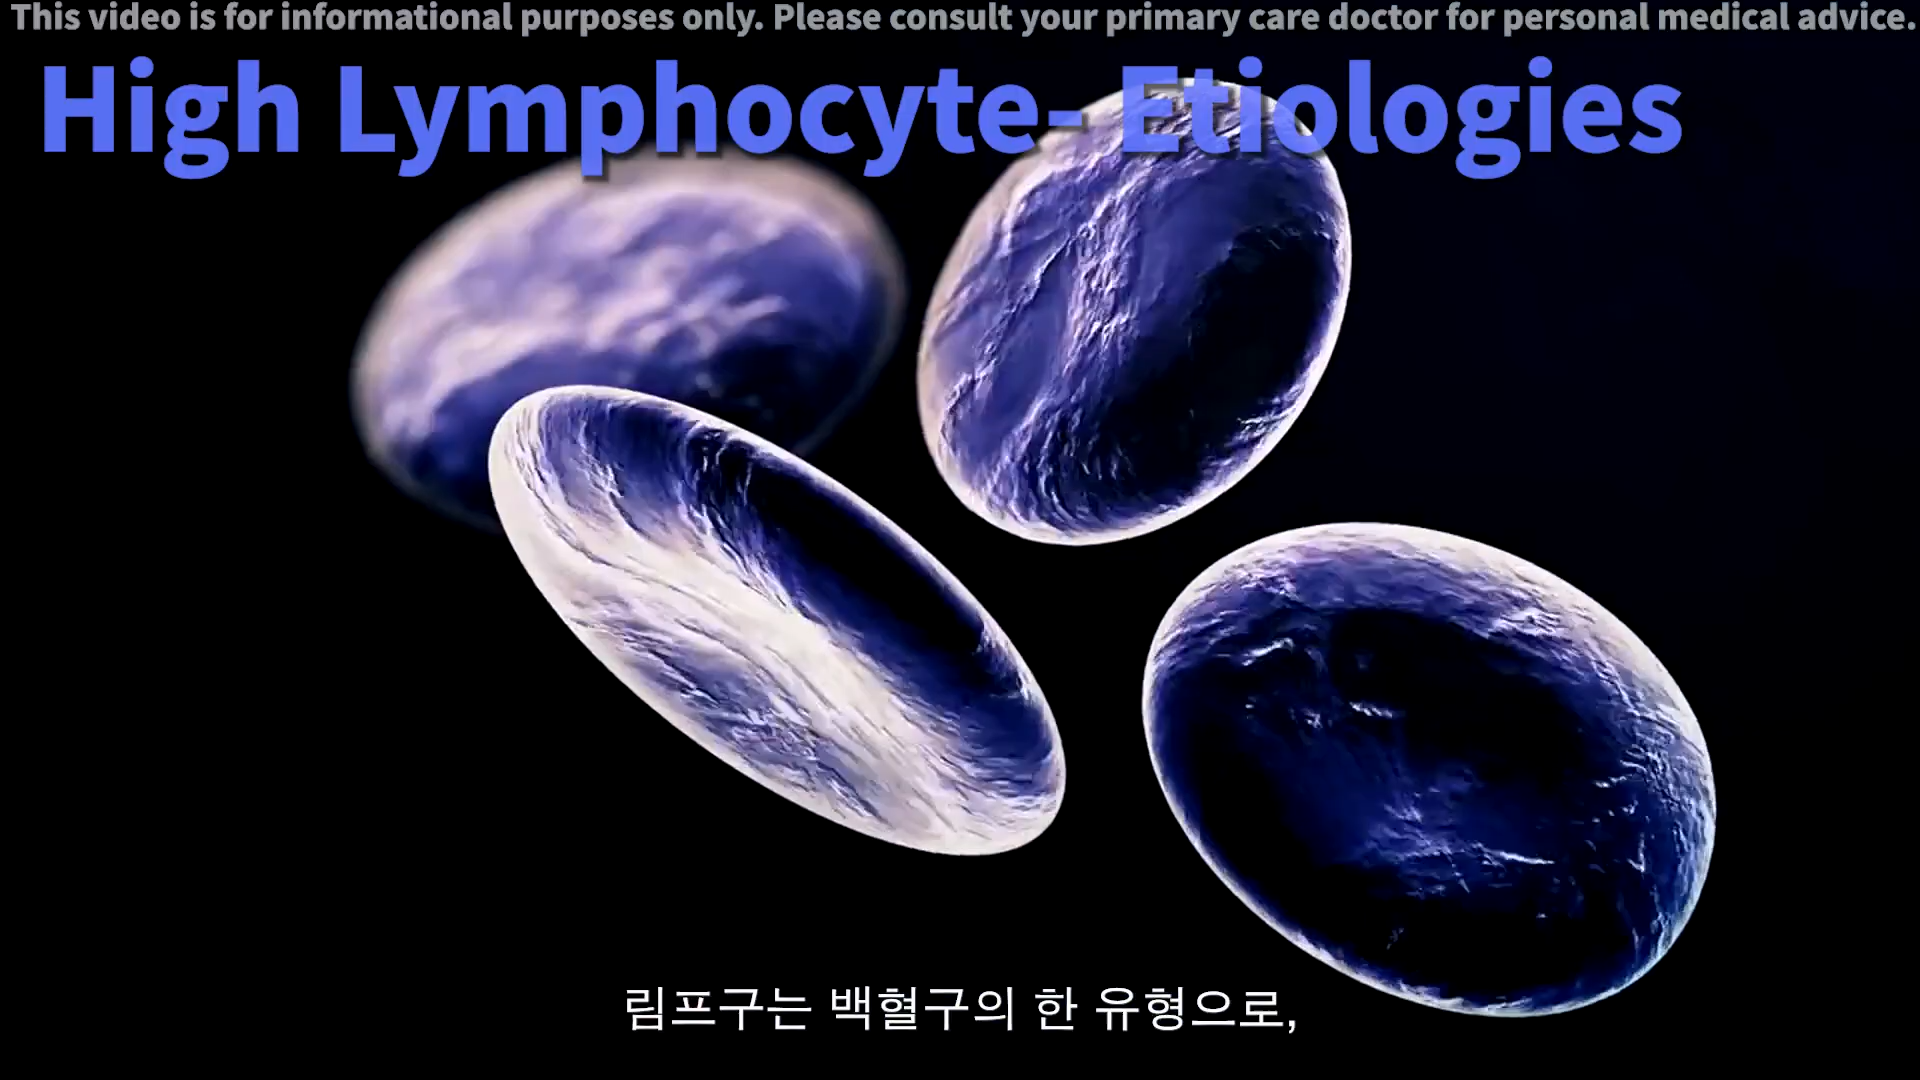 This video is for informational purposes only. Please consult your primary care doctor for personal medical advice.
High Lymphocyte- Etiologies
림프구는 백혈구의 한 유형으로,